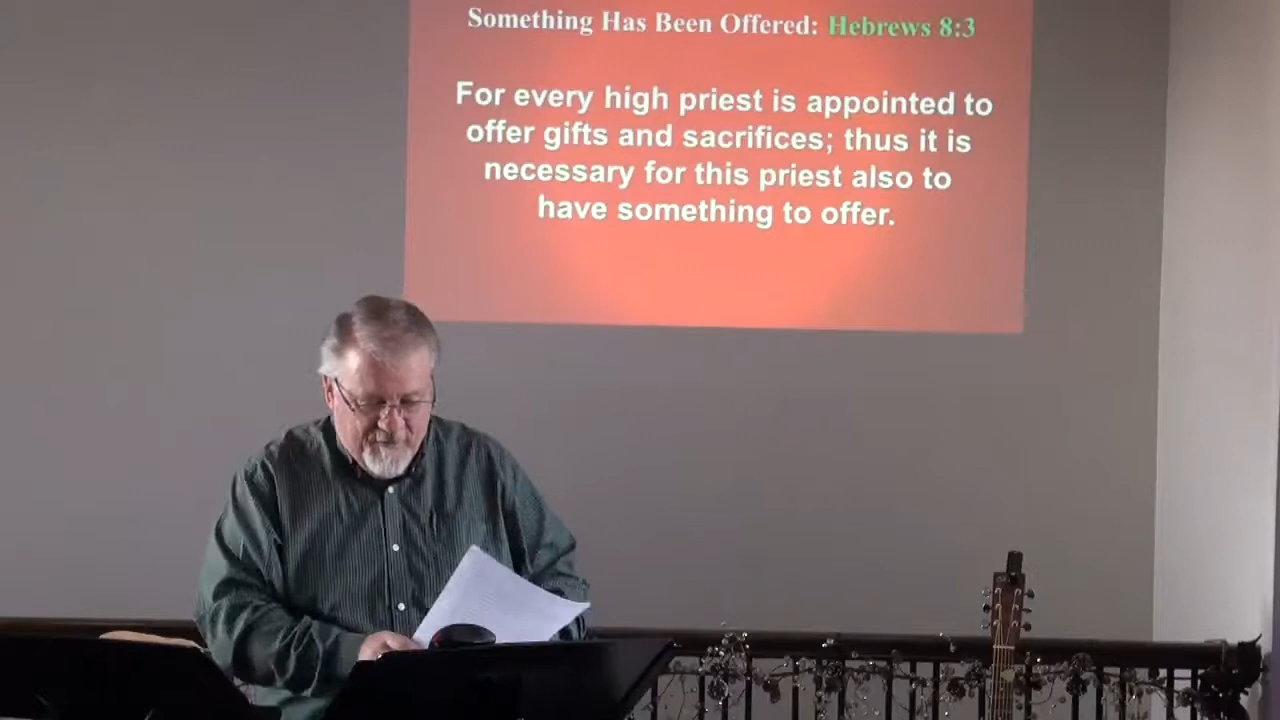 Something Has Been Offered: Hebrews 8:3
For every high priest is appointed to
offer gifts and sacrifices; thus it is
necessary for this priest also to
have something to offer.